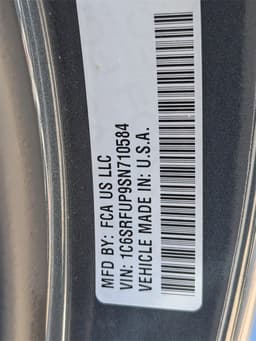 MFD BY: FCA US LLC
VIN: 1C6SRFUP9SN710584
VEHICLE MADE IN: U.S.A.